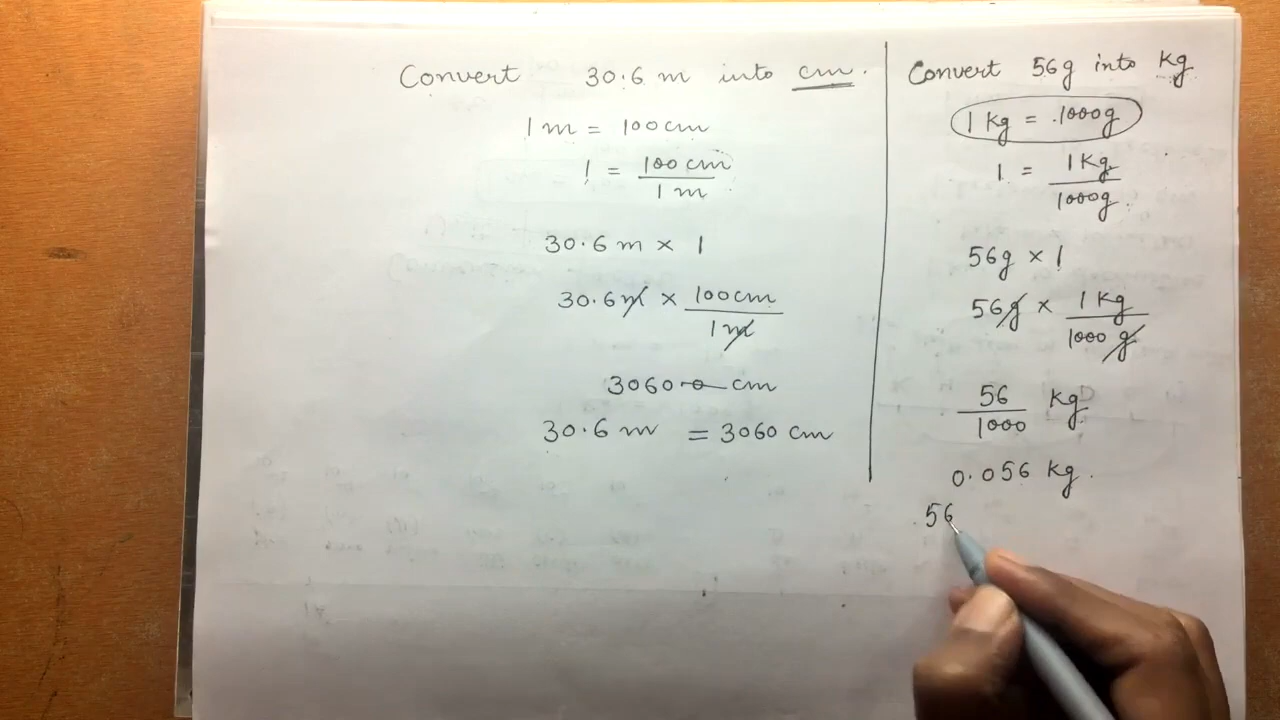 Convert 30.6 m into cm.
1 m = 100 cm
1 = 100 cm
1 m
30.6 m × 1
30.6 m × 100 cm
1 m
30600 cm
30.6 m = 3060 cm
Convert 56g into Kg
1 Kg = 1000g
1 = 1 Kg
1000g
56g × 1
56g × 1 Kg
1000 g
56 Kg
1000
0.056 Kg.
56